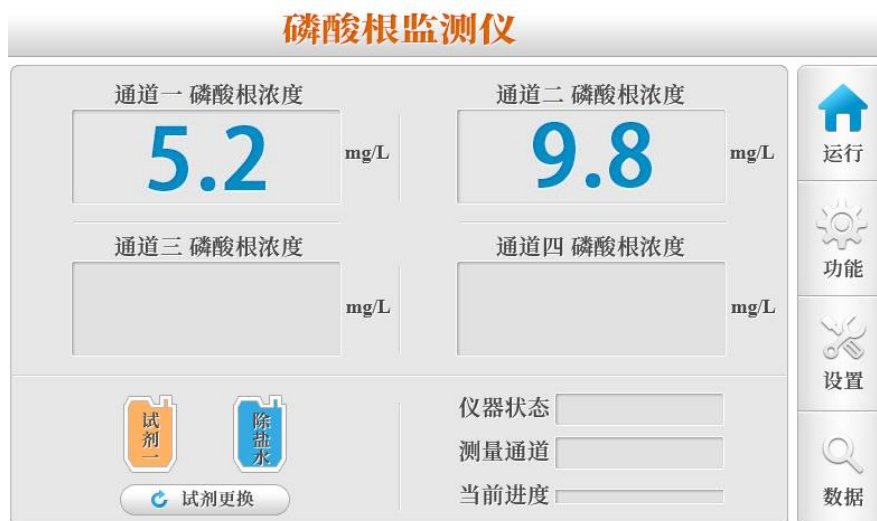 磷酸根监测仪
通道一 磷酸根浓度
5.2 mg/L
通道二 磷酸根浓度
9.8 mg/L
通道三 磷酸根浓度
mg/L
通道四 磷酸根浓度
mg/L
试剂一
除盐水
试剂更换
仪器状态
测量通道
当前进度
运行
功能
设置
数据